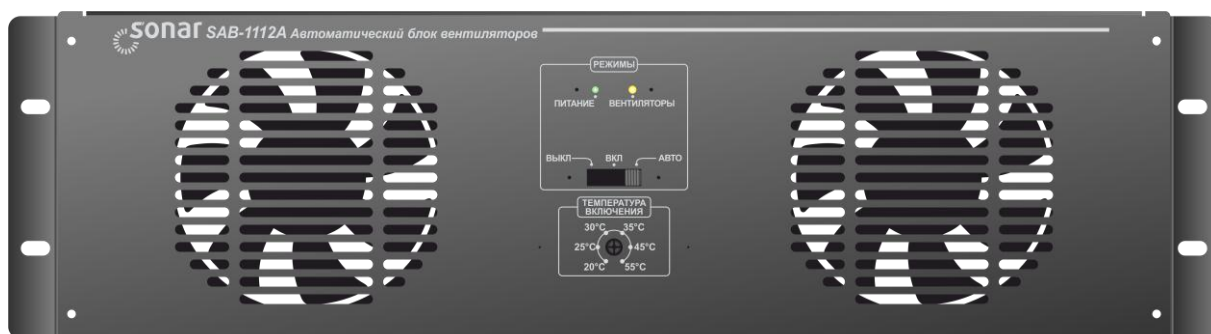 sonar SAB-1112A Автоматический блок вентиляторов
РЕЖИМЫ
ПИТАНИЕ ВЕНТИЛЯТОРЫ
ВЫКЛ ВКЛ АВТО
ТЕМПЕРАТУРА
ВКЛЮЧЕНИЯ
30°C 35°C
25°C 45°C
20°C 55°C